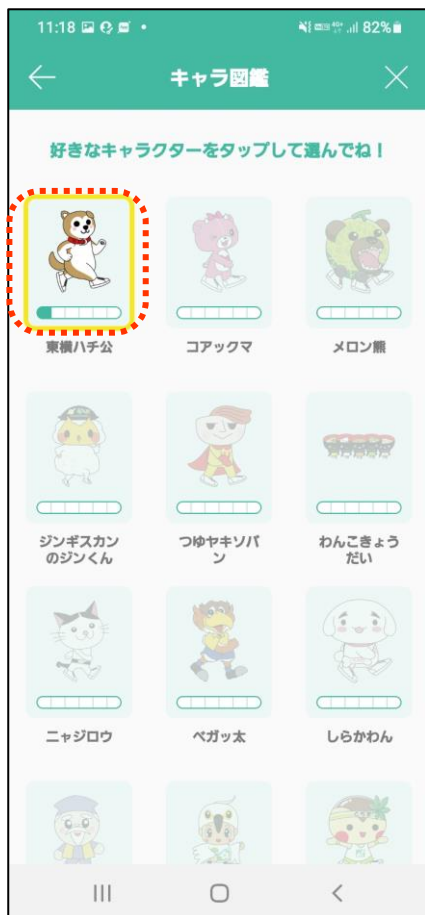 11:18
82%
キャラ図鑑
好きなキャラクターをタップして選んでね！
東横ハチ公
コアックマ
メロン熊
ジンギスカン
のジンくん
つゆヤキソバ
ン
わんこきょう
だい
ニャジロウ
ペガッ太
しらかわん